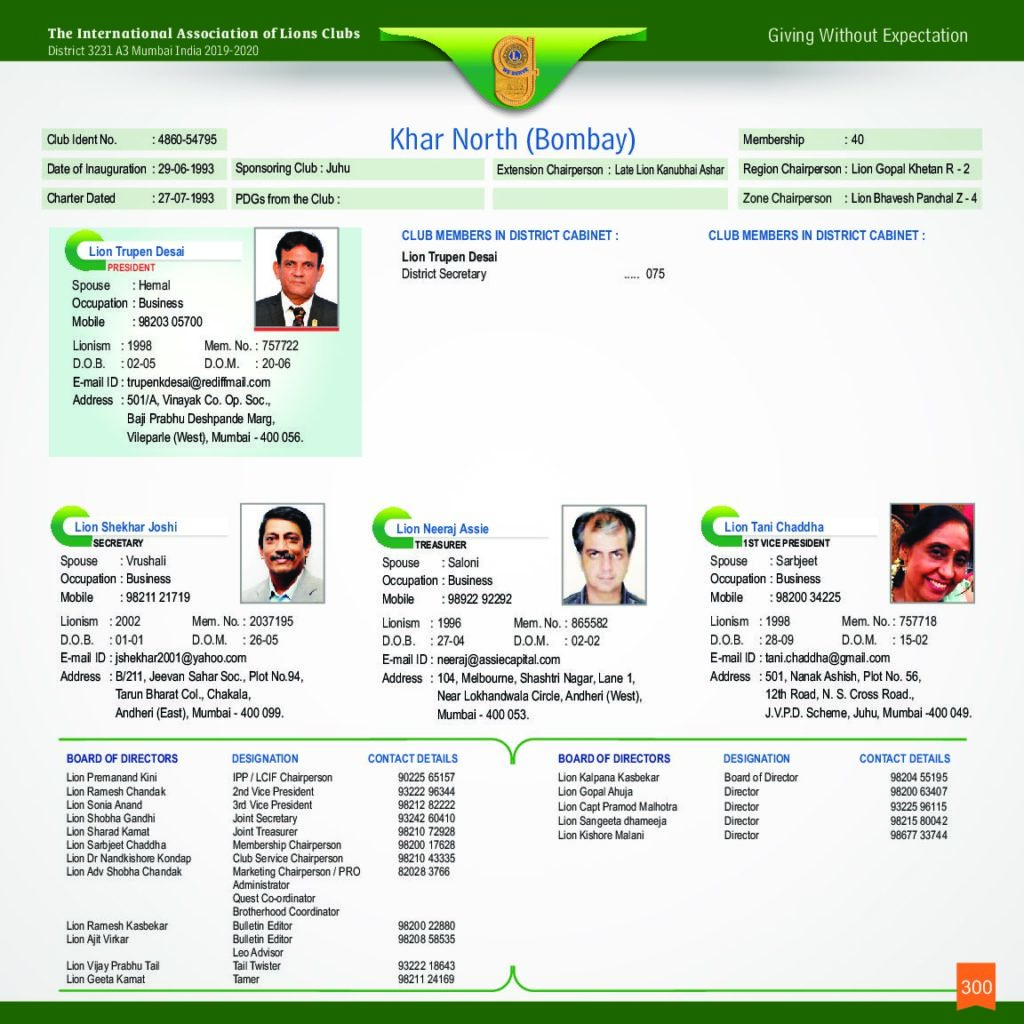 The International Association of Lions Clubs
District 3231 A3 Mumbai India 2019-2020
Giving Without Expectation
WE SERVE
Khar North (Bombay)
Club Ident No. : 4860-54795
Membership : 40
Date of Inauguration : 29-06-1993
Sponsoring Club : Juhu
Extension Chairperson : Late Lion Kanubhai Ashar
Region Chairperson : Lion Gopal Khetan R - 2
Charter Dated : 27-07-1993
PDGs from the Club :
Zone Chairperson : Lion Bhavesh Panchal Z - 4
Lion Trupen Desai
PRESIDENT
Spouse : Hemal
Occupation : Business
Mobile : 98203 05700
Lionism : 1998 Mem. No. : 757722
D.O.B. : 02-05 D.O.M. : 20-06
E-mail ID : trupenkdesai@rediffmail.com
Address : 501/A, Vinayak Co. Op. Soc.,
Baji Prabhu Deshpande Marg,
Vileparle (West), Mumbai - 400 056.
CLUB MEMBERS IN DISTRICT CABINET :
Lion Trupen Desai
District Secretary ..... 075
CLUB MEMBERS IN DISTRICT CABINET :
Lion Shekhar Joshi
SECRETARY
Spouse : Vrushali
Occupation : Business
Mobile : 98211 21719
Lionism : 2002 Mem. No. : 2037195
D.O.B. : 01-01 D.O.M. : 26-05
E-mail ID : jshekhar2001@yahoo.com
Address : B/211, Jeevan Sahar Soc., Plot No.94,
Tarun Bharat Col., Chakala,
Andheri (East), Mumbai - 400 099.
Lion Neeraj Assie
TREASURER
Spouse : Saloni
Occupation : Business
Mobile : 98922 92292
Lionism : 1996 Mem. No. : 865582
D.O.B. : 27-04 D.O.M. : 02-02
E-mail ID : neeraj@assiecapital.com
Address : 104, Melbourne, Shashtri Nagar, Lane 1,
Near Lokhandwala Circle, Andheri (West),
Mumbai - 400 053.
Lion Tani Chaddha
1ST VICE PRESIDENT
Spouse : Sarbjeet
Occupation : Business
Mobile : 98200 34225
Lionism : 1998 Mem. No. : 757718
D.O.B. : 28-09 D.O.M. : 15-02
E-mail ID : tani.chaddha@gmail.com
Address : 501, Nanak Ashish, Plot No. 56,
12th Road, N. S. Cross Road.,
J.V.P.D. Scheme, Juhu, Mumbai -400 049.
BOARD OF DIRECTORS DESIGNATION CONTACT DETAILS
Lion Premanand Kini IPP / LCIF Chairperson 90225 65157
Lion Ramesh Chandak 2nd Vice President 93222 96344
Lion Sonia Anand 3rd Vice President 98212 82222
Lion Shobha Gandhi Joint Secretary 93242 60410
Lion Sharad Kamat Joint Treasurer 98210 72928
Lion Sarbjeet Chaddha Membership Chairperson 98200 17628
Lion Dr Nandkishore Kondap Club Service Chairperson 98210 43335
Lion Adv Shobha Chandak Marketing Chairperson / PRO 82028 3766
Administrator
Quest Co-ordinator
Brotherhood Coordinator
Lion Ramesh Kasbekar Bulletin Editor 98200 22880
Lion Ajit Virkar Bulletin Editor 98208 58535
Leo Advisor
Lion Vijay Prabhu Tail Tail Twister 93222 18643
Lion Geeta Kamat Tamer 98211 24169
BOARD OF DIRECTORS DESIGNATION CONTACT DETAILS
Lion Kalpana Kasbekar Board of Director 98204 55195
Lion Gopal Ahuja Director 98200 63407
Lion Capt Pramod Malhotra Director 93225 96115
Lion Sangeeta dhameeja Director 98215 80042
Lion Kishore Malani Director 98677 33744
300